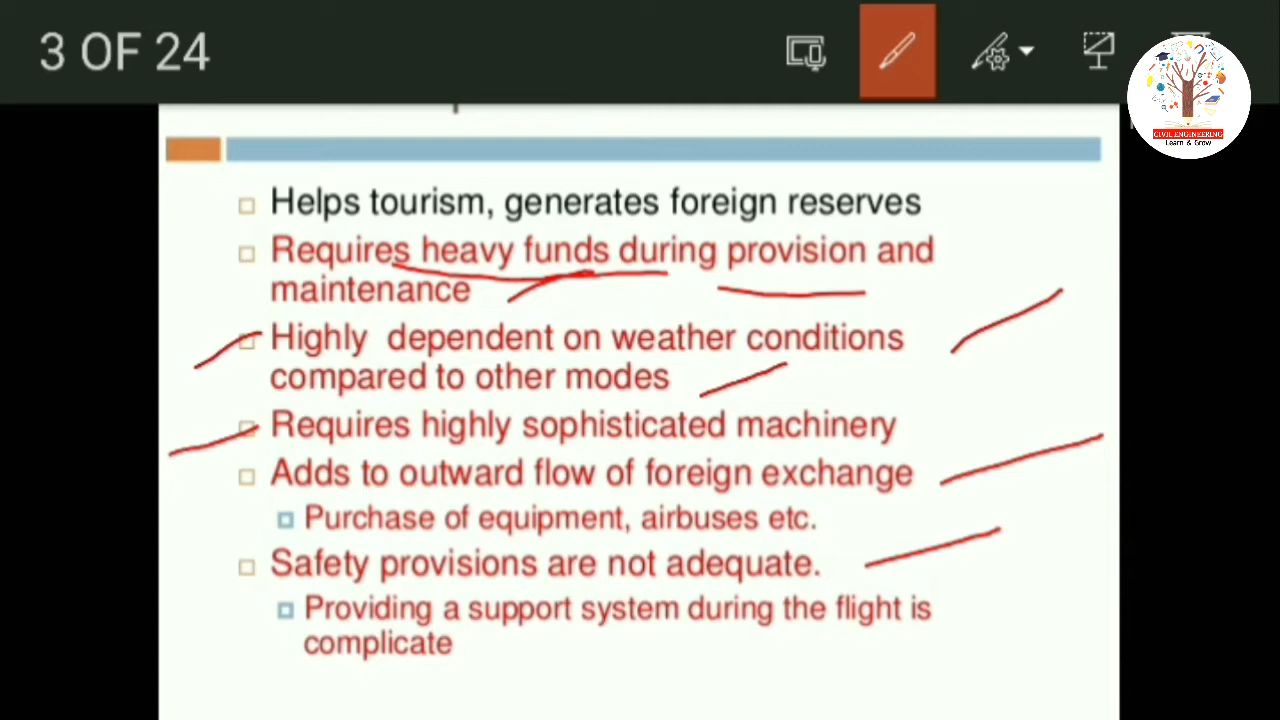 3 OF 24
CIVIL ENGINEERING
Learn & Grow
Helps tourism, generates foreign reserves
Requires heavy funds during provision and
maintenance
Highly dependent on weather conditions
compared to other modes
Requires highly sophisticated machinery
Adds to outward flow of foreign exchange
Purchase of equipment, airbuses etc.
Safety provisions are not adequate.
Providing a support system during the flight is
complicate